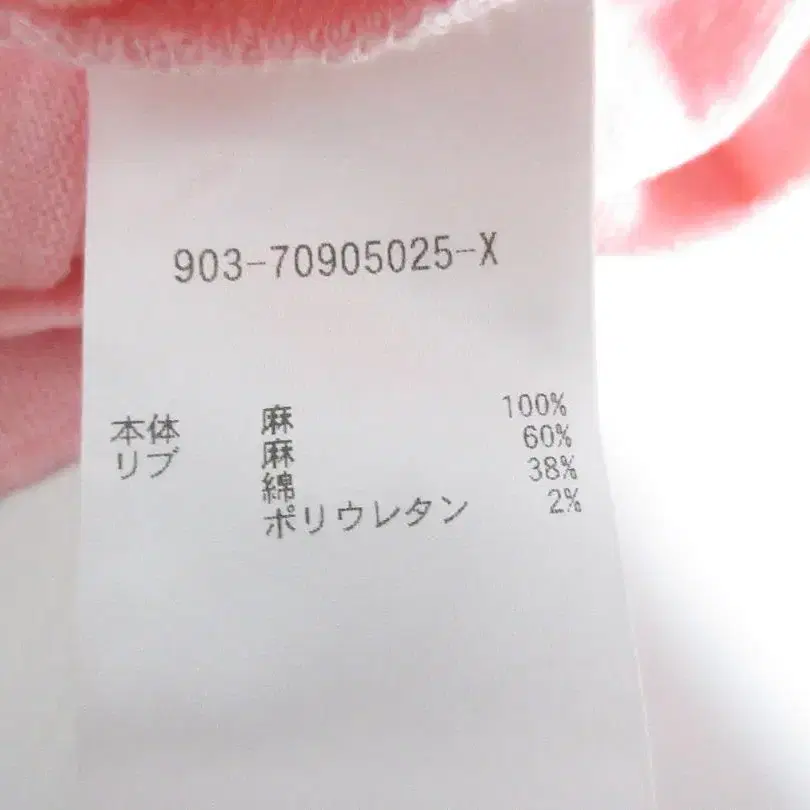 903-70905025-X
本体 麻 100%
リブ 麻 60%
綿 38%
ポリウレタン 2%